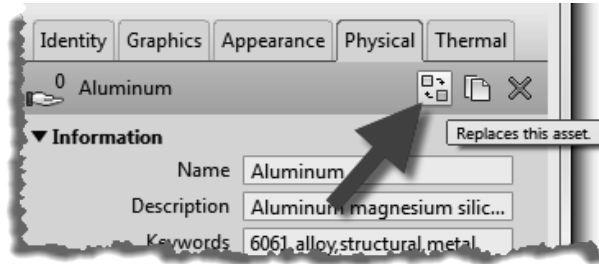 Identity Graphics Appearance Physical Thermal
0 Aluminum
Replaces this asset.
Information
Name Aluminum
Description Aluminum magnesium silic...
Keywords 6061,alloy,structural,metal